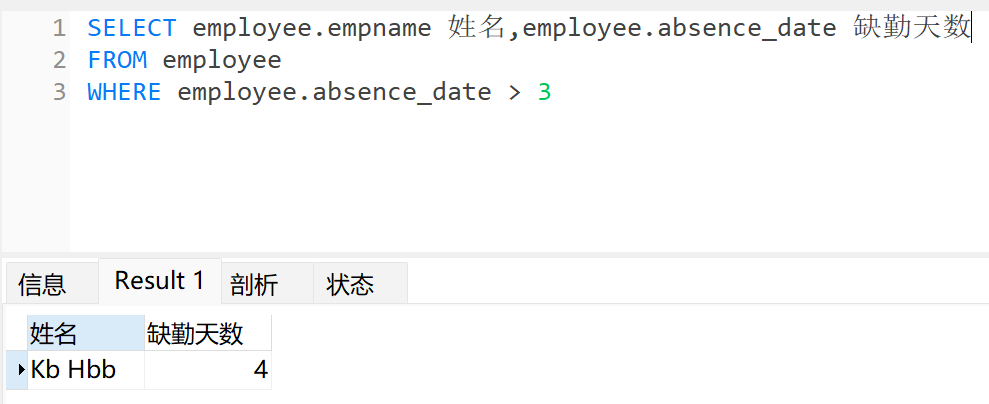 1 SELECT employee.empname 姓名,employee.absence_date 缺勤天数
2 FROM employee
3 WHERE employee.absence_date > 3
信息 Result 1 剖析 状态
姓名 缺勤天数
Kb Hbb 4